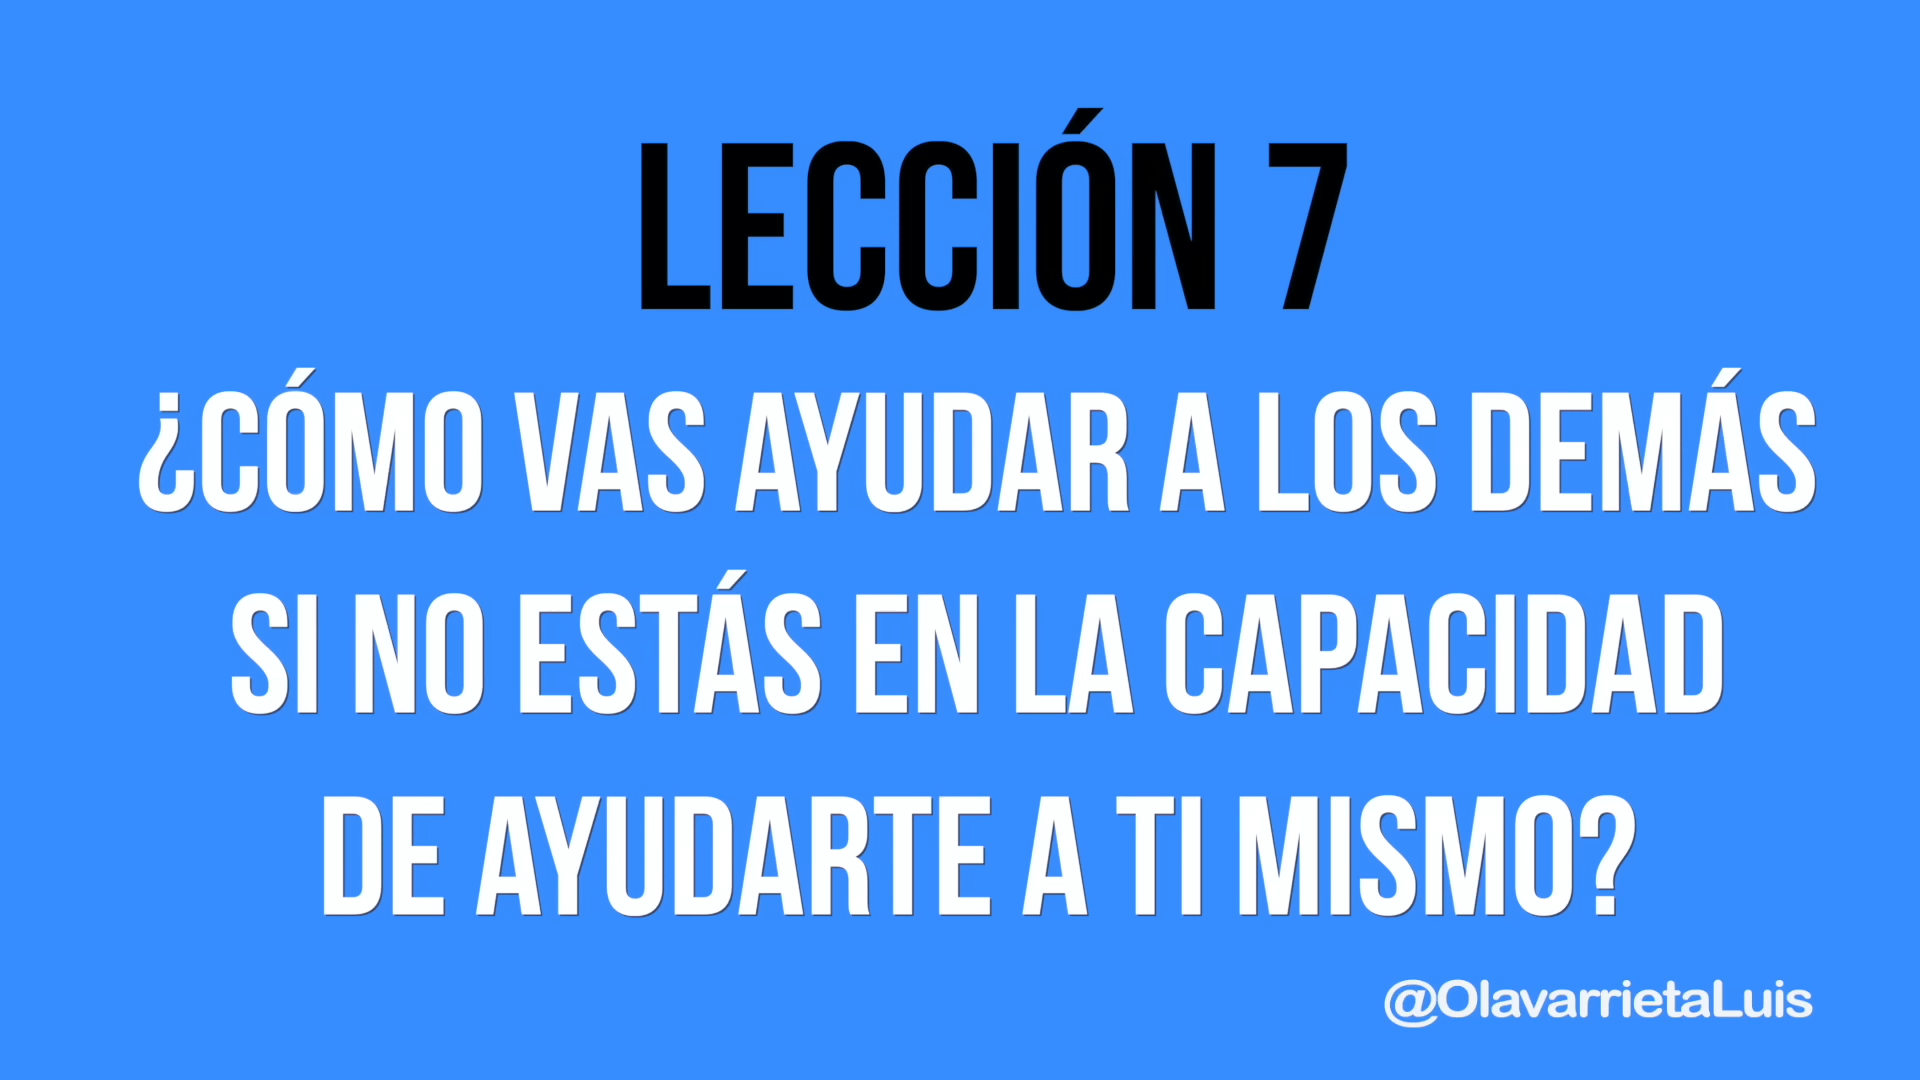 LECCIÓN 7
¿CÓMO VAS AYUDAR A LOS DEMÁS
SI NO ESTÁS EN LA CAPACIDAD
DE AYUDARTE A TI MISMO?
@OlavarrietaLuis